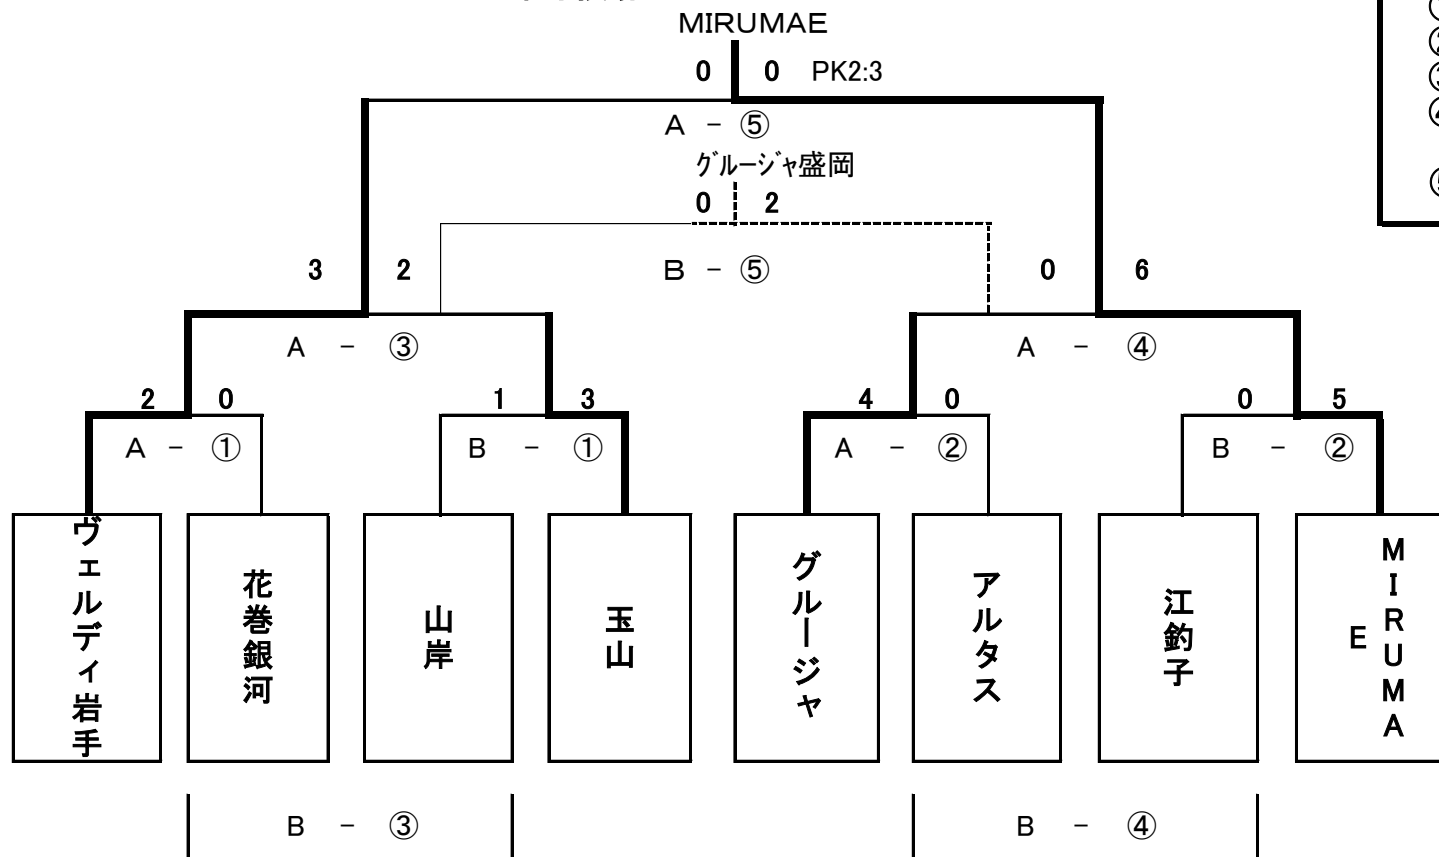 MIRUMAE
0 0 PK2:3
A - ⑤
グルージャ盛岡
0 2
3 2 B - ⑤ 0 6
A - ③ A - ④
2 0 1 3 4 0 0 5
A - ① B - ① A - ② B - ②
ヴェルディ岩手
花巻銀河
山岸
玉山
グルージャ
アルタス
江釣子
MIRUMA
E
B - ③ B - ④